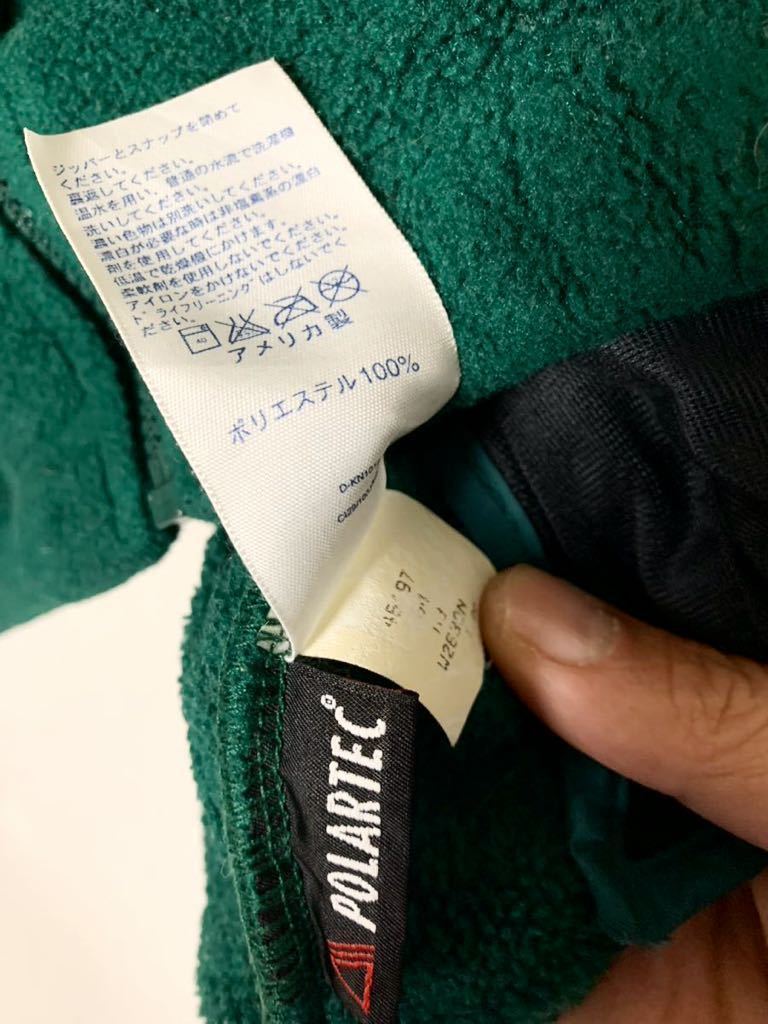 ジッパーとスナップを閉めて
ください。
裏返してください。
温水を用い、普通の水流で洗濯機
洗いしてください。
濃い色物は別洗いしてください。
漂白が必要な時は非塩素系の漂白
剤を使用してください。
低温で乾燥機にかけます。
柔軟剤を使用しないでください。
アイロンをかけないでください。
ドライクリーニングはしないでく
ださい。
40
アメリカ製
ポリエステル100%
POLARTEC®